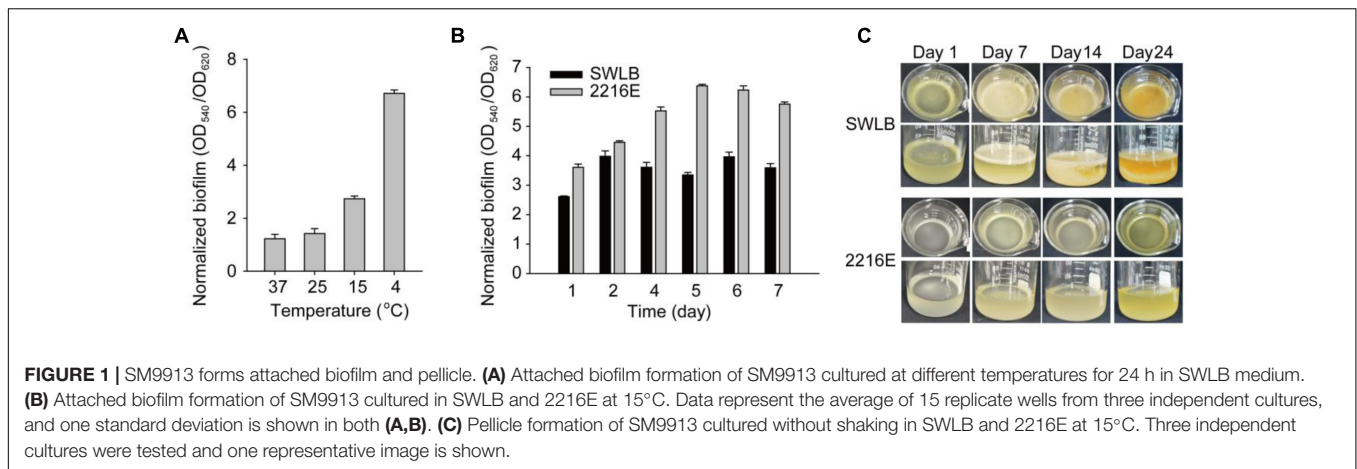 A
Normalized biofilm (OD540/OD620)
8
6
4
2
0
37 25 15 4
Temperature (°C)
B
Normalized biofilm (OD540/OD620)
7
6
5
4
3
2
1
0
SWLB
2216E
1 2 4 5 6 7
Time (day)
C
Day 1 Day 7 Day14 Day24
SWLB
2216E
FIGURE 1 | SM9913 forms attached biofilm and pellicle. (A) Attached biofilm formation of SM9913 cultured at different temperatures for 24 h in SWLB medium.
(B) Attached biofilm formation of SM9913 cultured in SWLB and 2216E at 15°C. Data represent the average of 15 replicate wells from three independent cultures,
and one standard deviation is shown in both (A,B). (C) Pellicle formation of SM9913 cultured without shaking in SWLB and 2216E at 15°C. Three independent
cultures were tested and one representative image is shown.